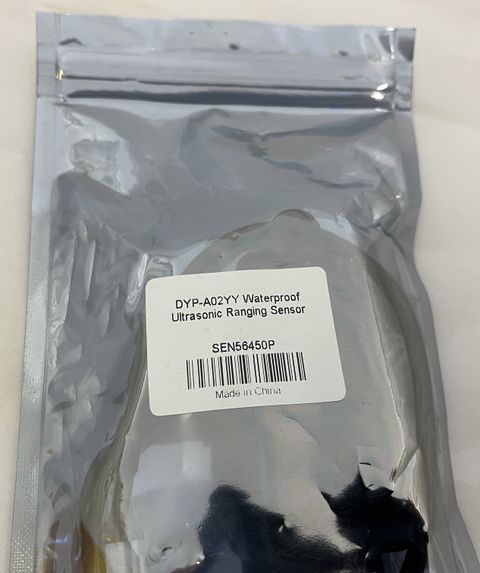 DYP-A02YY Waterproof
Ultrasonic Ranging Sensor
SEN56450P
Made in China